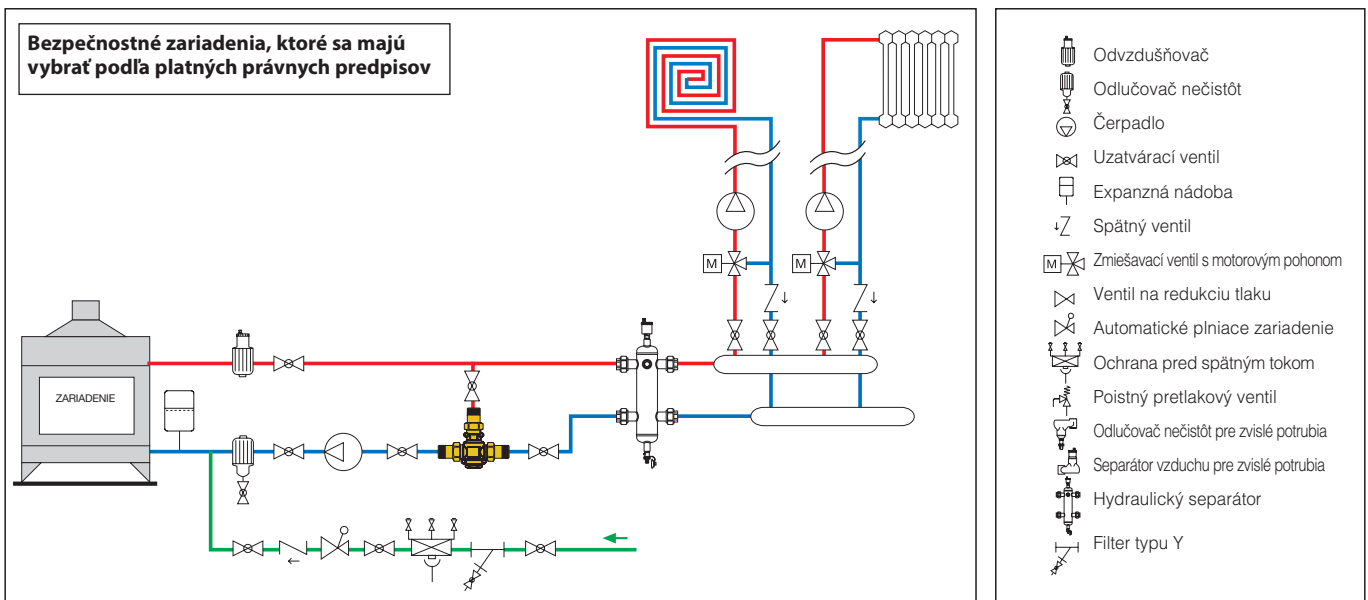 Bezpečnostné zariadenia, ktoré sa majú
vybrať podľa platných právnych predpisov
M
M
ZARIADENIE
Odvzdušňovač
Odlučovač nečistôt
Čerpadlo
Uzatvárací ventil
Expanzná nádoba
Spätný ventil
M
Zmiešavací ventil s motorovým pohonom
Ventil na redukciu tlaku
Automatické plniace zariadenie
Ochrana pred spätným tokom
Poistný pretlakový ventil
Odlučovač nečistôt pre zvislé potrubia
Separátor vzduchu pre zvislé potrubia
Hydraulický separátor
Filter typu Y